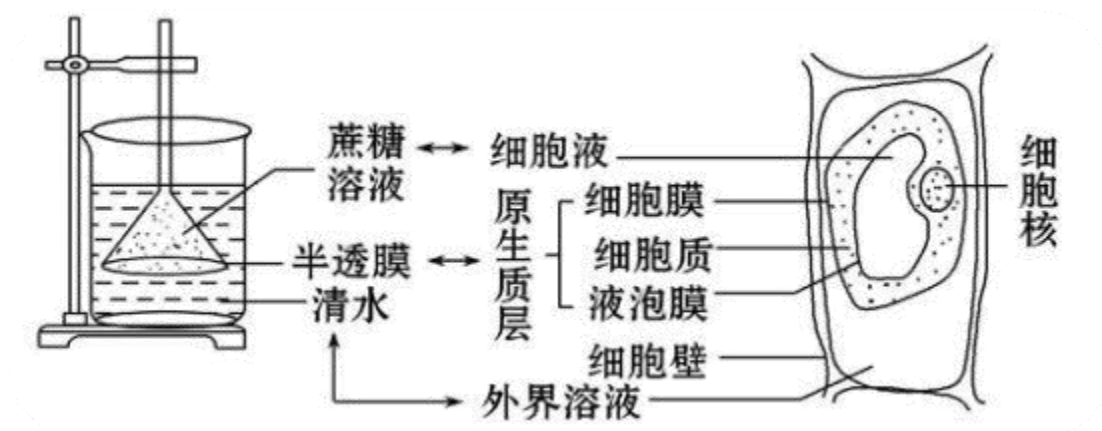 蔗糖
溶液
细胞液
半透膜
清水
原生质层
细胞膜
细胞质
液泡膜
细胞壁
外界溶液
细胞核